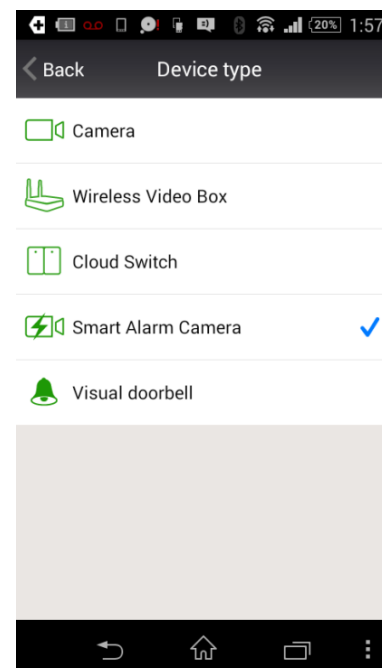 20% 1:57
Back Device type
Camera
Wireless Video Box
Cloud Switch
Smart Alarm Camera
Visual doorbell